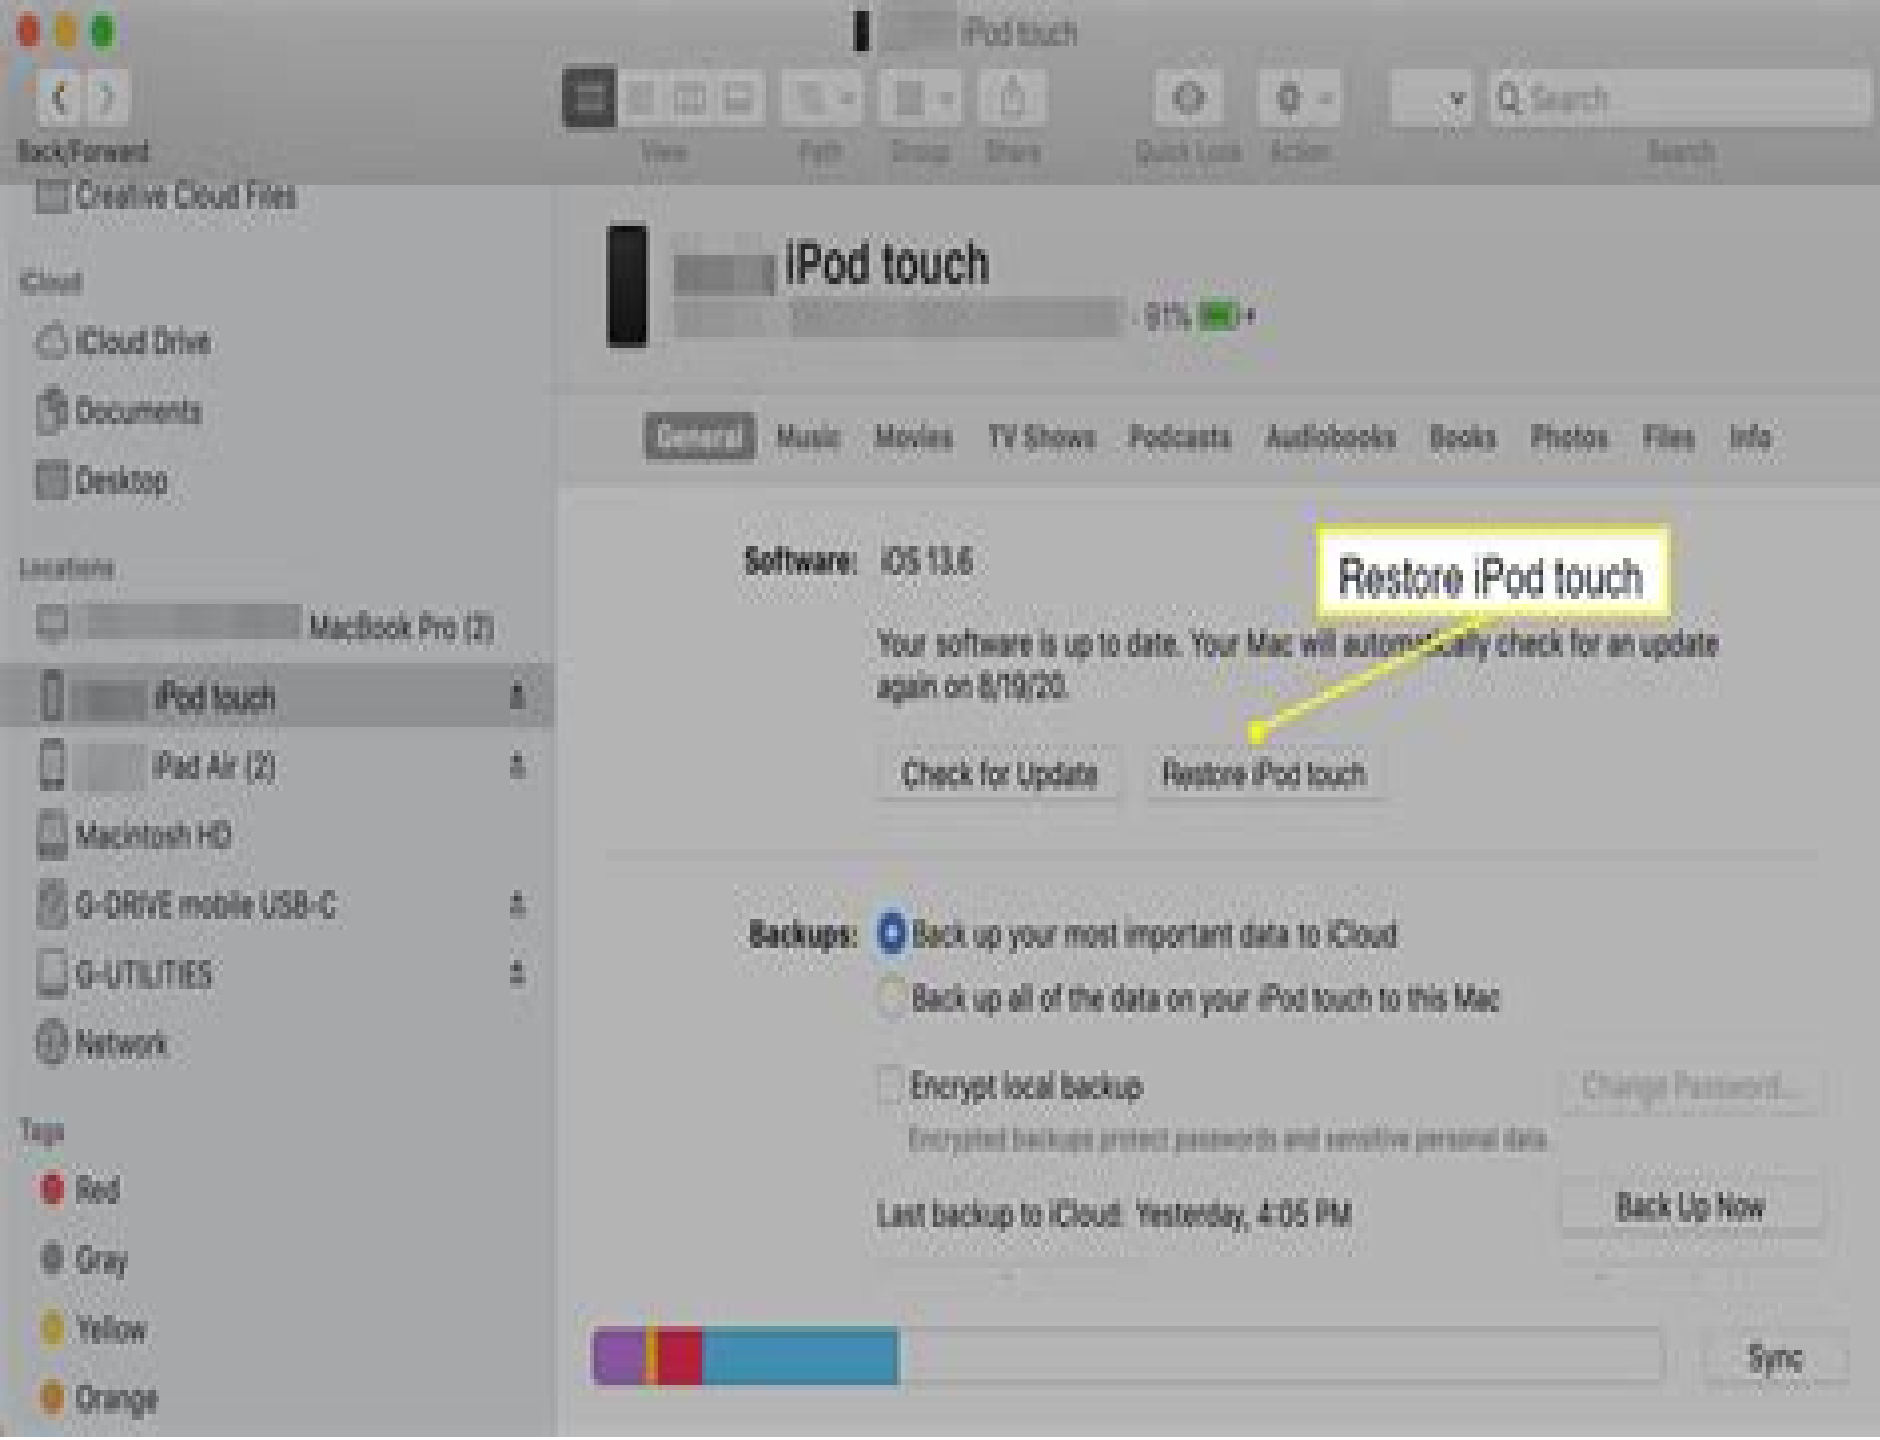 iPod touch
Search
Back/Forward
View
Path
Group
Share
Quick Look
Action
Search
Creative Cloud Files
iCloud
iCloud Drive
Documents
Desktop
Locations
MacBook Pro (2)
iPod touch
iPad Air (2)
Macintosh HD
G-DRIVE mobile USB-C
G-UTILITIES
Network
Tags
Red
Gray
Yellow
Orange
iPod touch
91%
General Music Movies TV Shows Podcasts Audiobooks Books Photos Files Info
Restore iPod touch
Software: iOS 13.6
Your software is up to date. Your Mac will automatically check for an update
again on 8/19/20.
Check for Update Restore iPod touch
Backups: Back up your most important data to iCloud
Back up all of the data on your iPod touch to this Mac
Encrypt local backup Change Password...
Encrypted backups protect passwords and sensitive personal data.
Last backup to iCloud: Yesterday, 4:05 PM Back Up Now
Sync